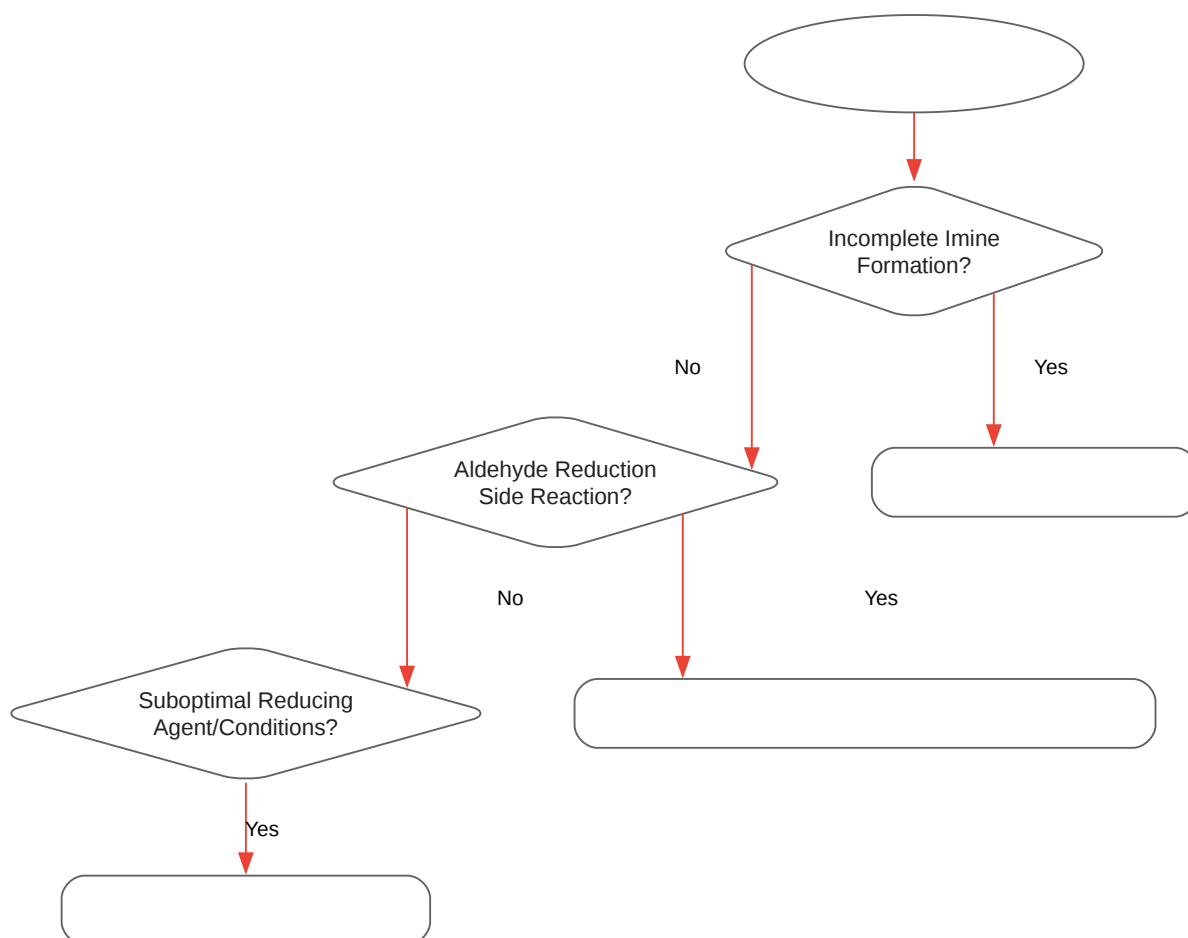 Incomplete Imine
Formation?
No
Yes
Aldehyde Reduction
Side Reaction?
No
Yes
Suboptimal Reducing
Agent/Conditions?
Yes